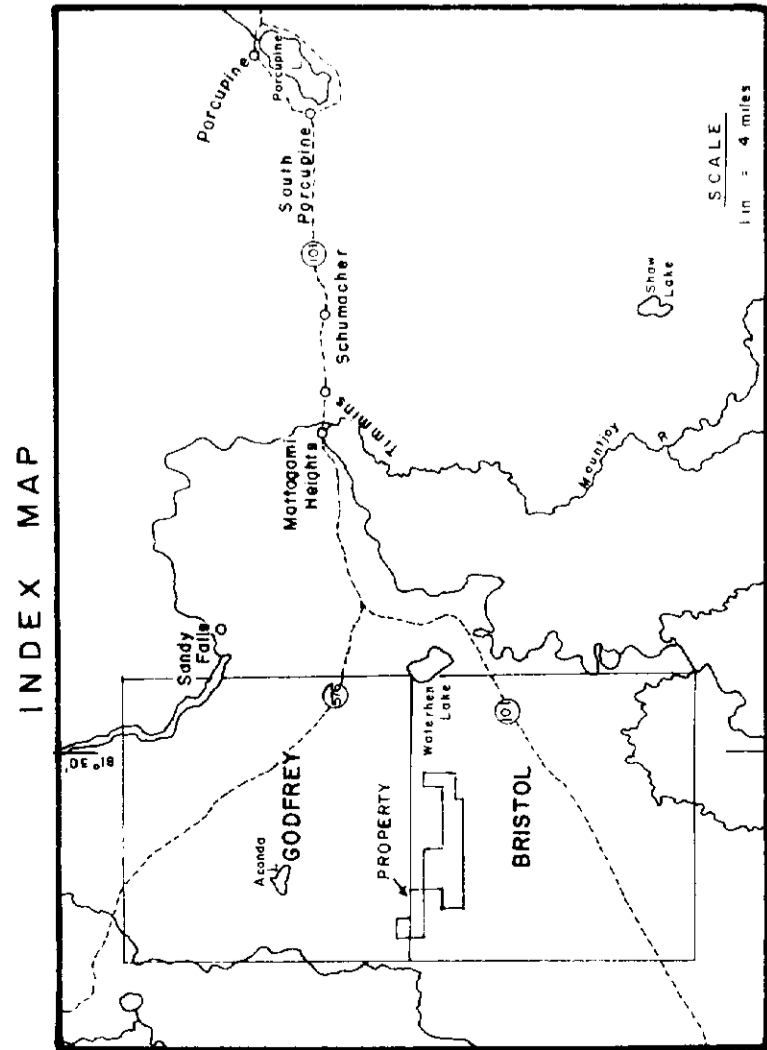 INDEX MAP
81° 30'
Sandy
Falls
Porcupine
Porcupine
L
South
Porcupine
101
Schumacher
Timmins
Mattagami
Heights
576
GODFREY
Aconda
PROPERTY
Waterhen
Lake
101
BRISTOL
Mountjoy
R
Shaw
Lake
SCALE
1 in = 4 miles